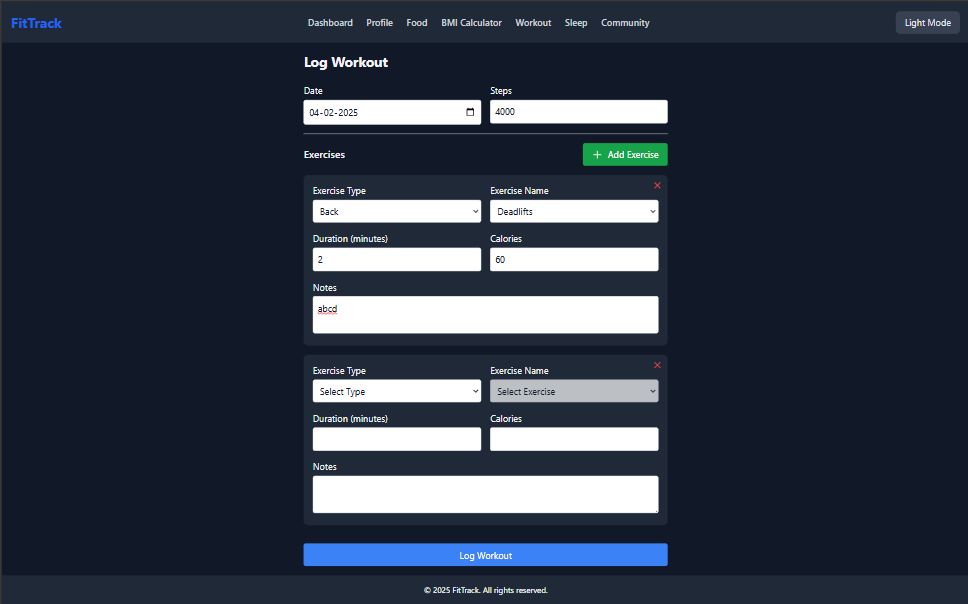 FitTrack
Dashboard Profile Food BMI Calculator Workout Sleep Community
Light Mode
Log Workout
Date Steps
04-02-2025 4000
Exercises + Add Exercise
Exercise Type Exercise Name
Back Deadlifts
Duration (minutes) Calories
2 60
Notes
abcd
Exercise Type Exercise Name
Select Type Select Exercise
Duration (minutes) Calories
Notes
Log Workout
© 2025 FitTrack. All rights reserved.